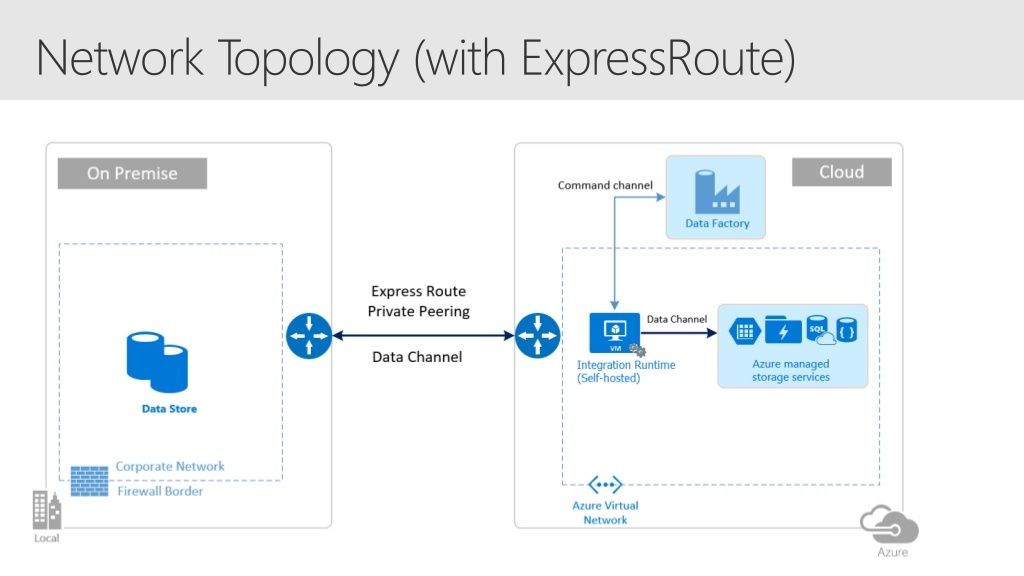 Network Topology (with ExpressRoute)
On Premise
Cloud
Command channel
Data Factory
Express Route
Private Peering
Data Channel
Data Channel
VM
SQL
Integration Runtime
(Self-hosted)
Azure managed
storage services
Data Store
Corporate Network
Firewall Border
Local
Azure Virtual
Network
Azure